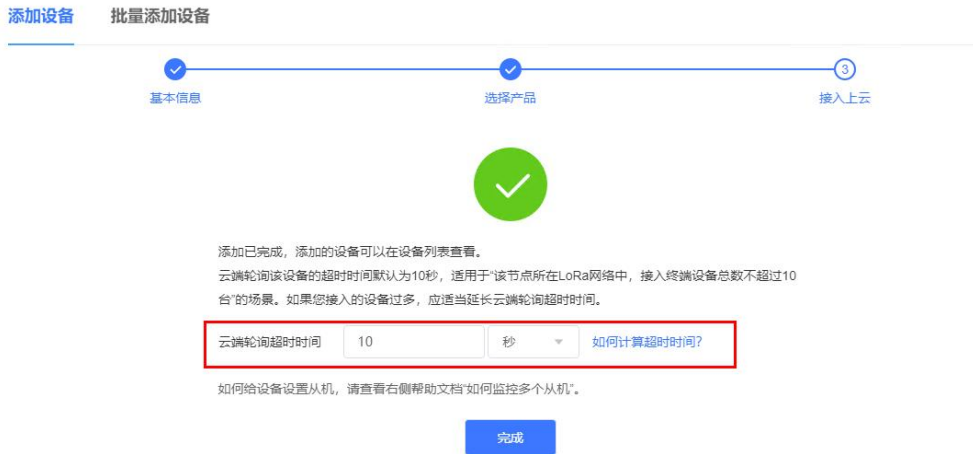 添加设备 批量添加设备
3
基本信息 选择产品 接入上云
添加已完成，添加的设备可以在设备列表查看。
云端轮询该设备的超时时间默认为10秒，适用于“该节点所在LoRa网络中，接入终端设备总数不超过10
台”的场景。如果您接入的设备过多，应适当延长云端轮询超时时间。
云端轮询超时时间 10 秒 如何计算超时时间？
如何给设备设置从机，请查看右侧帮助文档“如何监控多个从机”。
完成